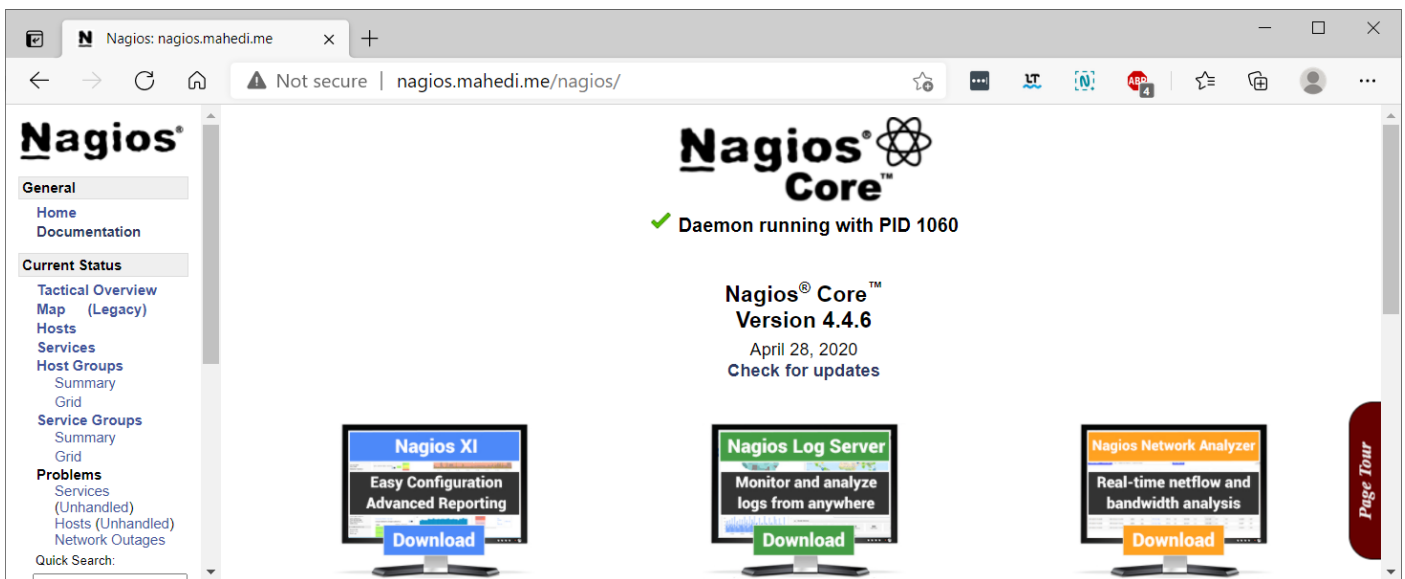 Nagios: nagios.mahedi.me
Not secure | nagios.mahedi.me/nagios/
LT
[N]
ABP
4
Nagios®
General
Home
Documentation
Current Status
Tactical Overview
Map (Legacy)
Hosts
Services
Host Groups
Summary
Grid
Service Groups
Summary
Grid
Problems
Services
(Unhandled)
Hosts (Unhandled)
Network Outages
Quick Search:
Nagios®
Core™
Daemon running with PID 1060
Nagios® Core™
Version 4.4.6
April 28, 2020
Check for updates
Nagios XI
Easy Configuration
Advanced Reporting
Download
Nagios Log Server
Monitor and analyze
logs from anywhere
Download
Nagios Network Analyzer
Real-time netflow and
bandwidth analysis
Download
Page Tour